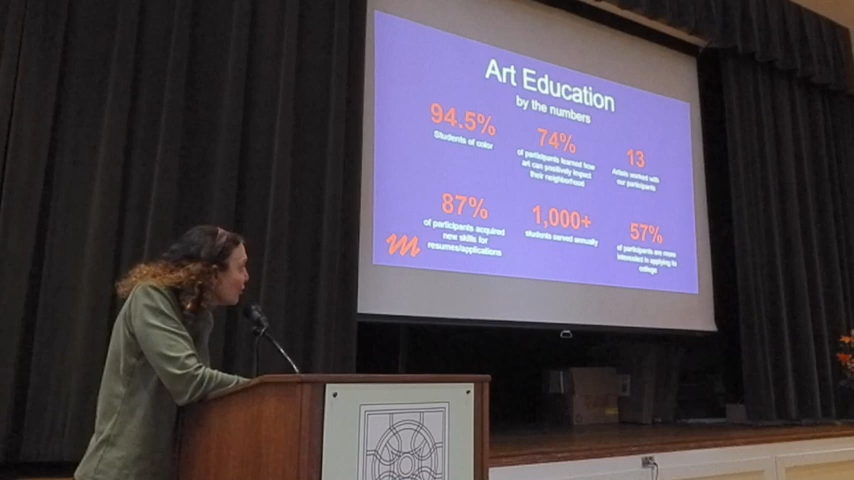 Art Education
by the numbers
94.5%
Students of color
74%
of participants learned how
art can positively impact
their neighborhood
13
Artists worked with
our participants
87%
of participants acquired
new skills for
resumes/applications
1,000+
students served annually
57%
of participants are more
interested in applying to
college
m